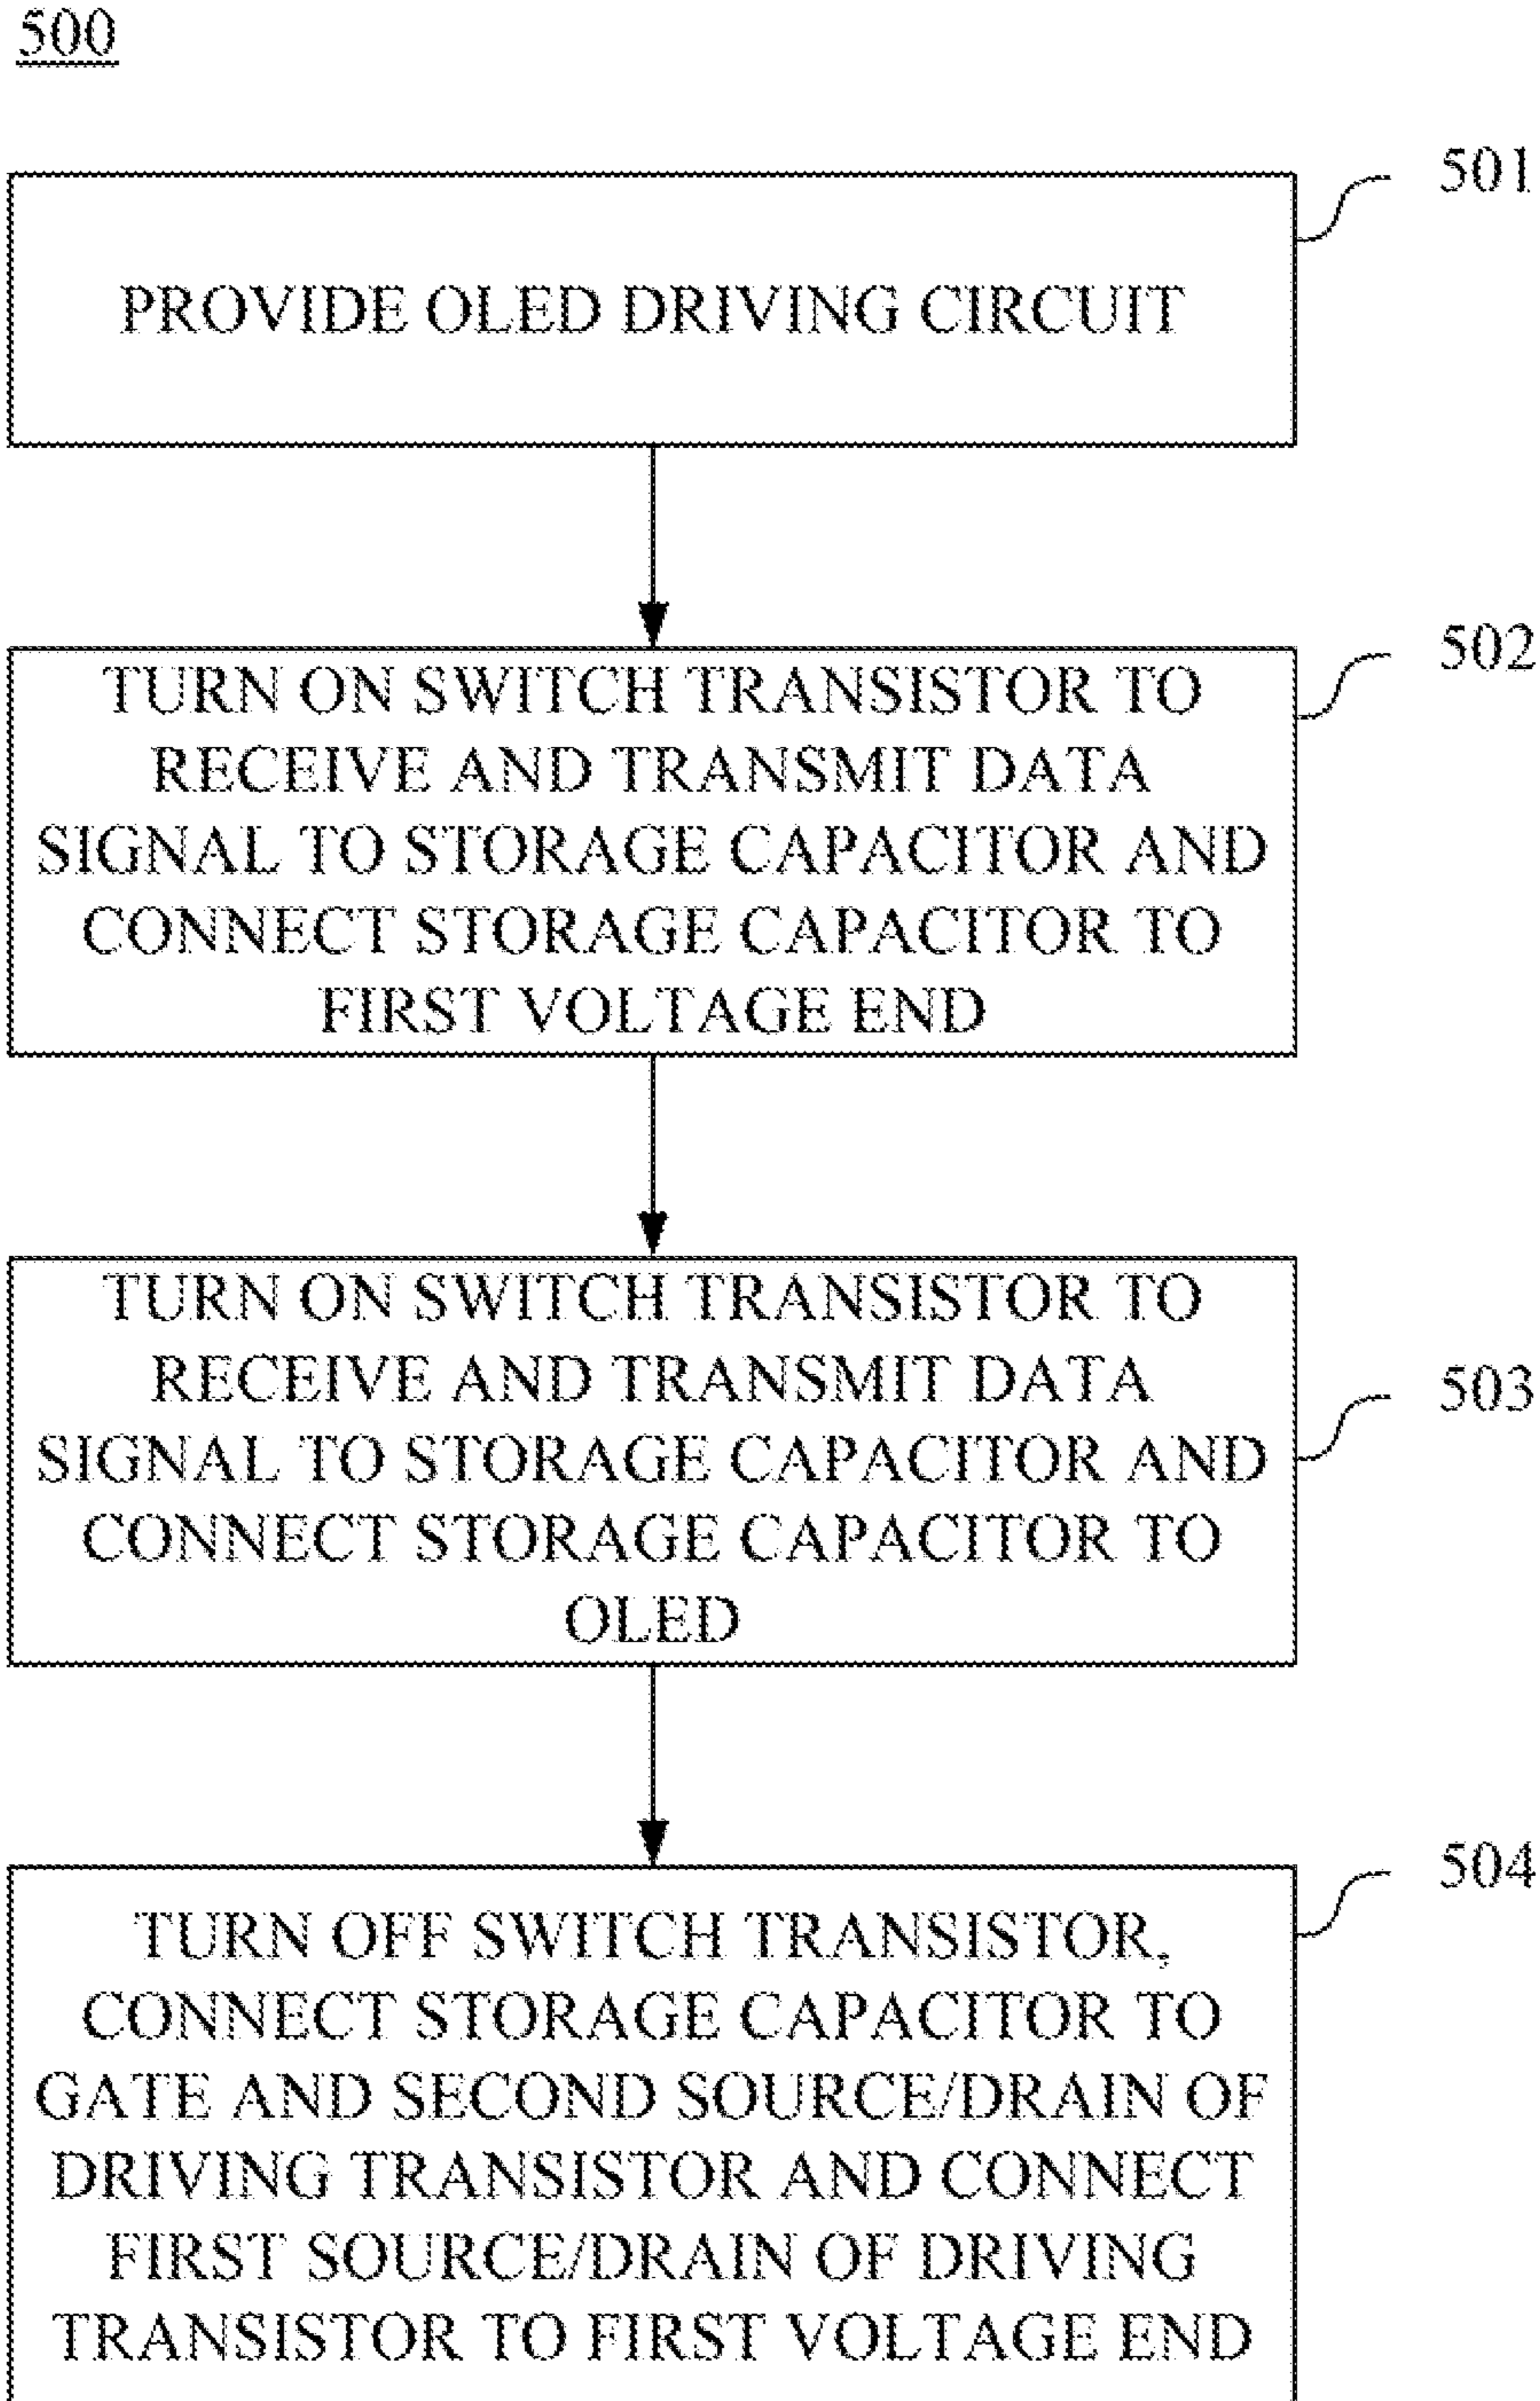 500
501
PROVIDE OLED DRIVING CIRCUIT
502
TURN ON SWITCH TRANSISTOR TO
RECEIVE AND TRANSMIT DATA
SIGNAL TO STORAGE CAPACITOR AND
CONNECT STORAGE CAPACITOR TO
FIRST VOLTAGE END
TURN ON SWITCH TRANSISTOR TO
RECEIVE AND TRANSMIT DATA
503
SIGNAL TO STORAGE CAPACITOR AND
CONNECT STORAGE CAPACITOR TO
OLED
504
TURN OFF SWITCH TRANSISTOR,
CONNECT STORAGE CAPACITOR TO
GATE AND SECOND SOURCE/DRAIN OF
DRIVING TRANSISTOR AND CONNECT
FIRST SOURCE/DRAIN OF DRIVING
TRANSISTOR TO FIRST VOLTAGE END